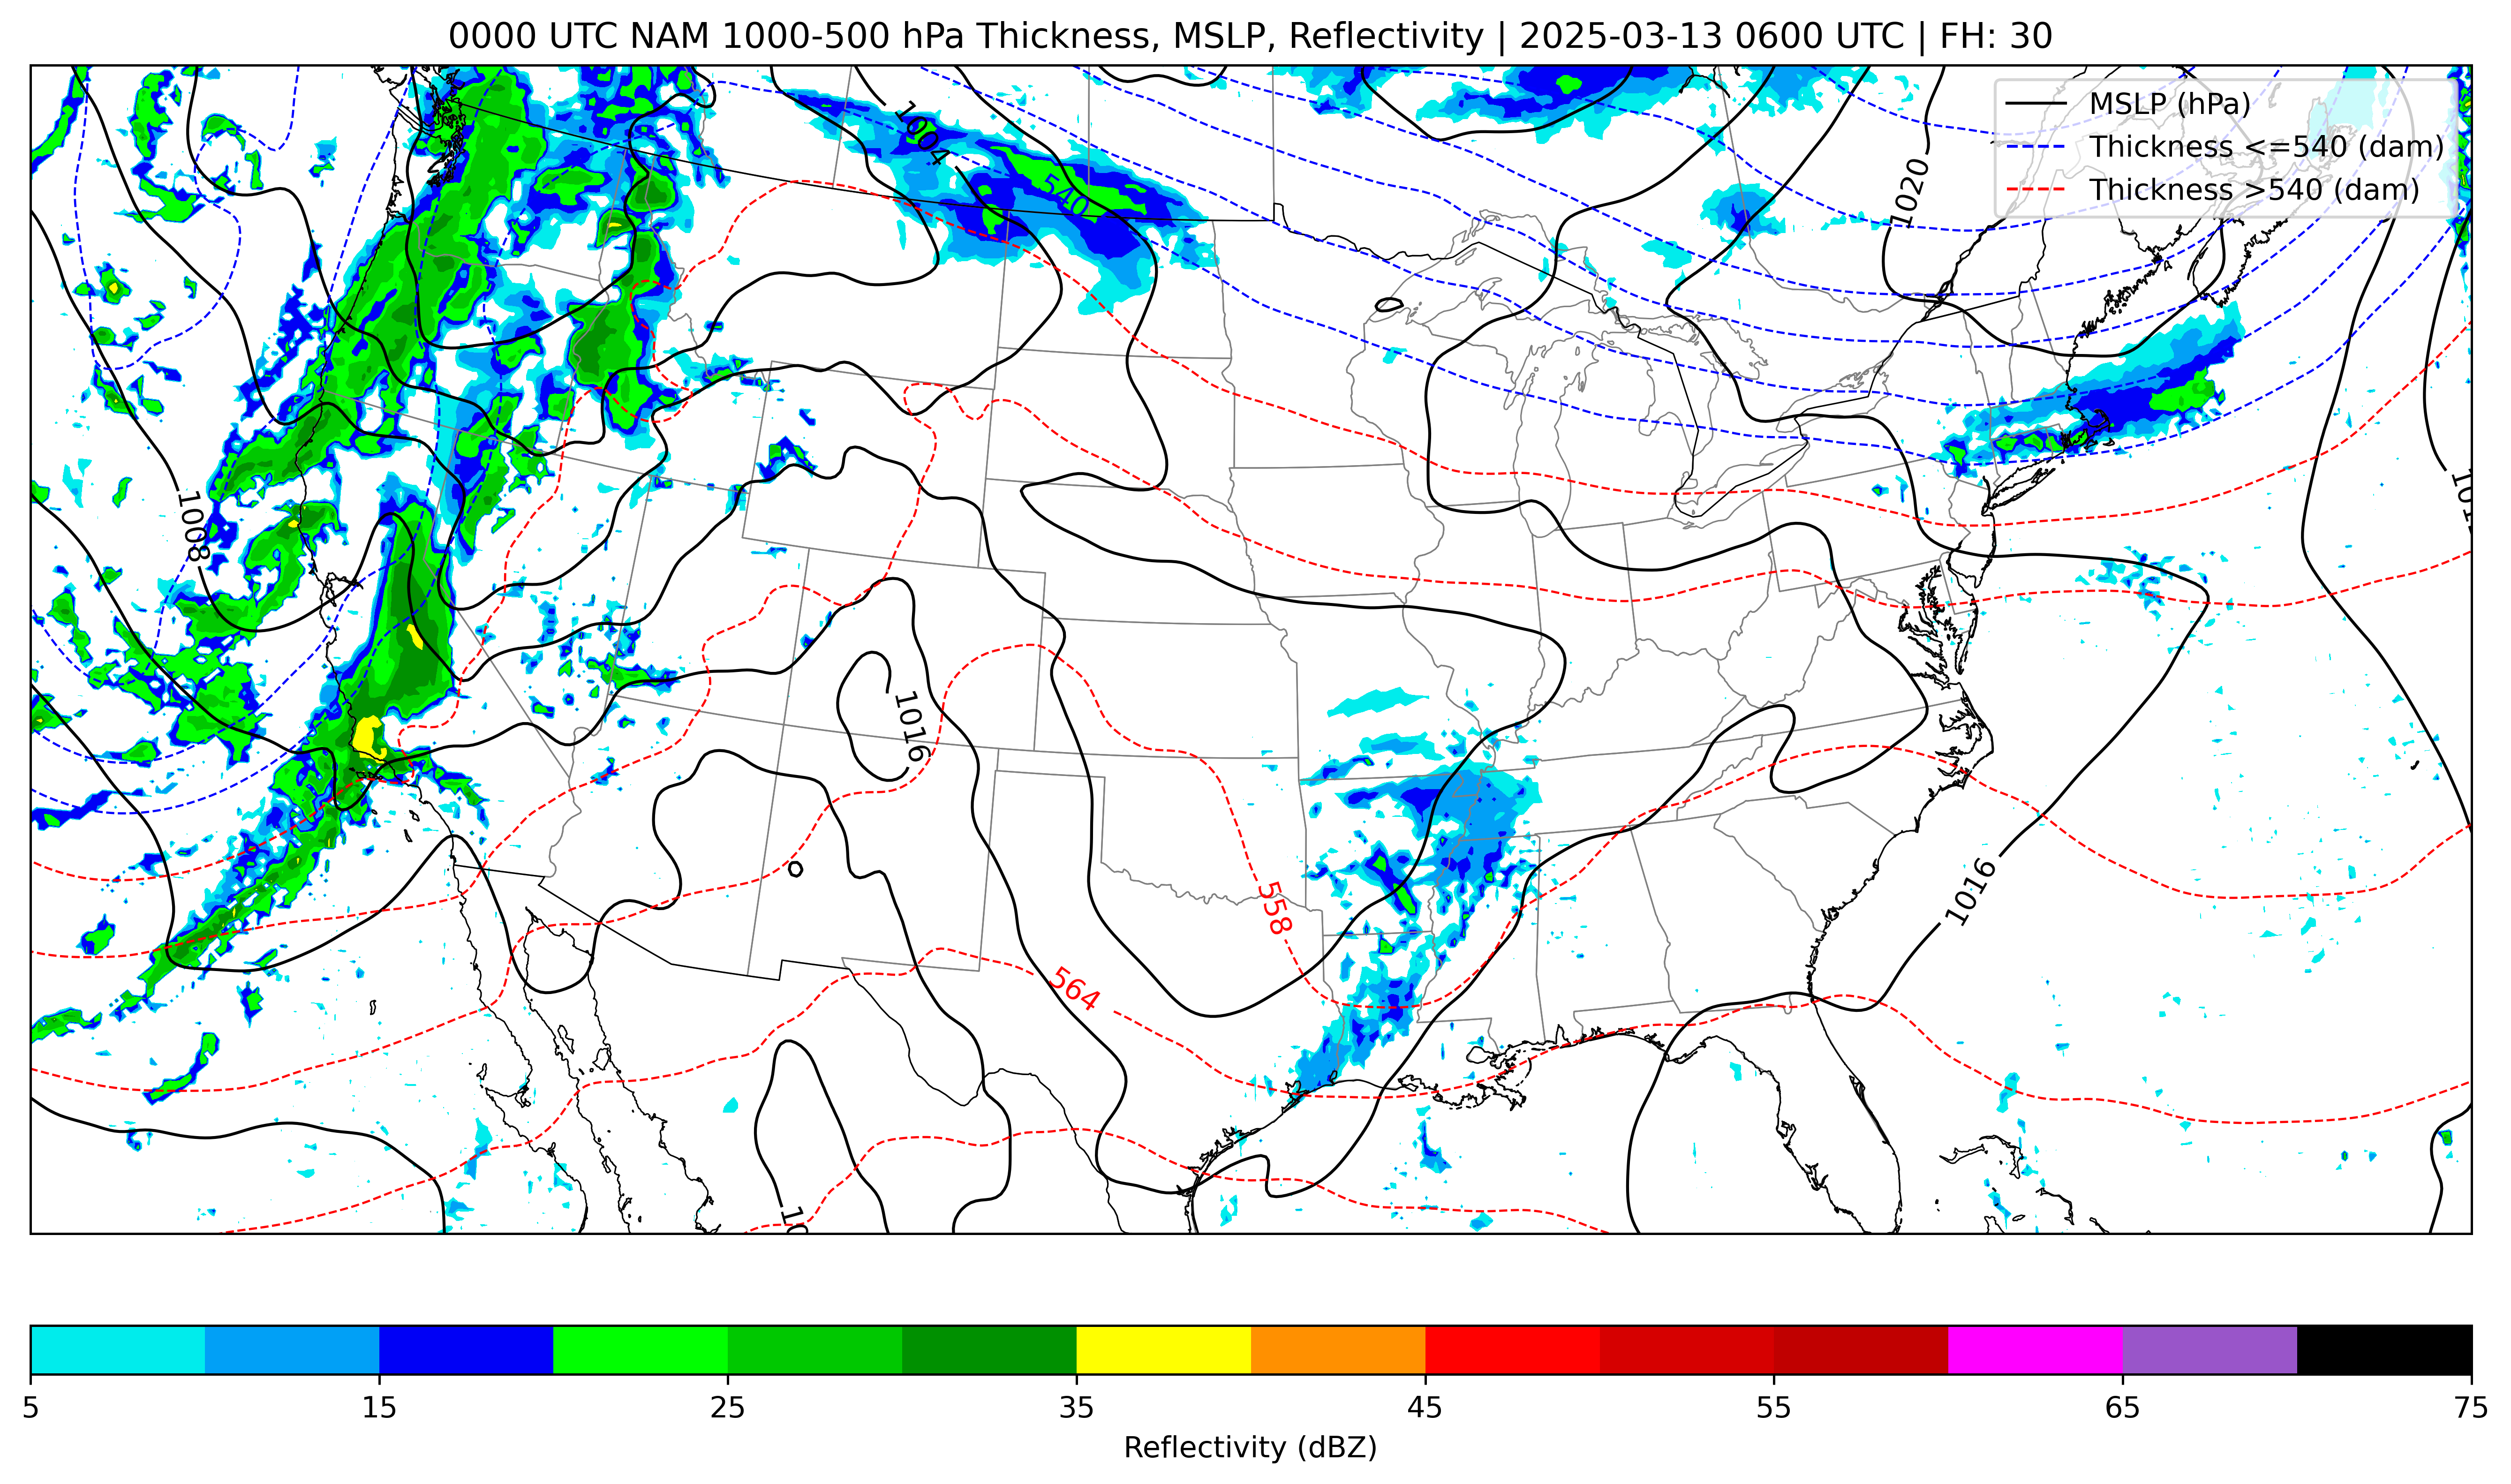 0000 UTC NAM 1000-500 hPa Thickness, MSLP, Reflectivity | 2025-03-13 0600 UTC | FH: 30
MSLP (hPa)
Thickness <=540 (dam)
Thickness >540 (dam)
1004
540
1020
1008
1016
558
564
1016
5 15 25 35 45 55 65 75
Reflectivity (dBZ)